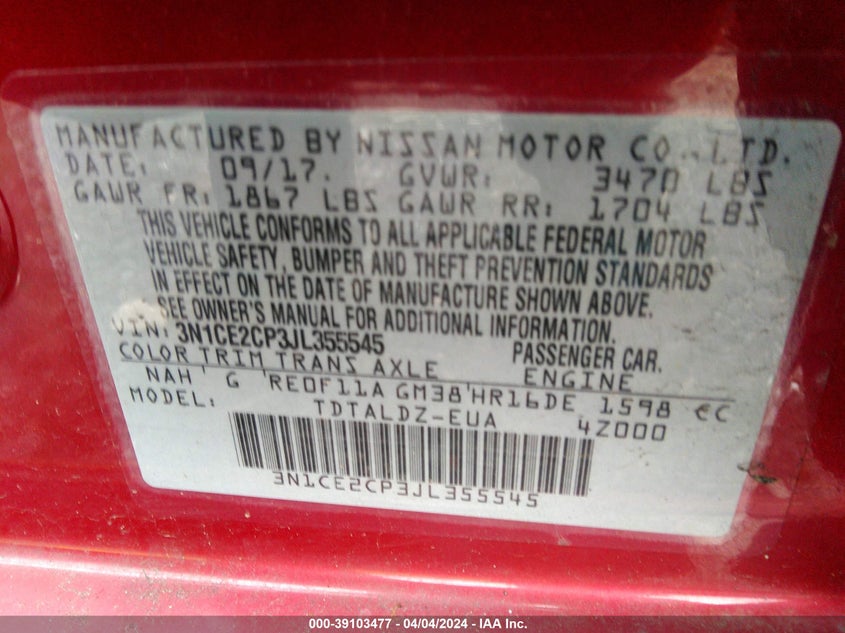 MANUFACTURED BY NISSAN MOTOR CO.,LTD.
DATE: 09/17. GVWR: 3470 LBS
GAWR FR: 1867 LBS GAWR RR: 1704 LBS
THIS VEHICLE CONFORMS TO ALL APPLICABLE FEDERAL MOTOR
VEHICLE SAFETY, BUMPER AND THEFT PREVENTION STANDARDS
IN EFFECT ON THE DATE OF MANUFACTURE SHOWN ABOVE.
SEE OWNER'S MANUAL FOR ADDITIONAL INFORMATION.
VIN: 3N1CE2CP3JL355545 PASSENGER CAR.
COLOR TRIM TRANS AXLE ENGINE
NAH G RE0F11A GM38 HR16DE 1598 CC
MODEL: TDTALDZ-EUA 4Z000
3N1CE2CP3JL355545
000-39103477 - 04/04/2024 - IAA Inc.